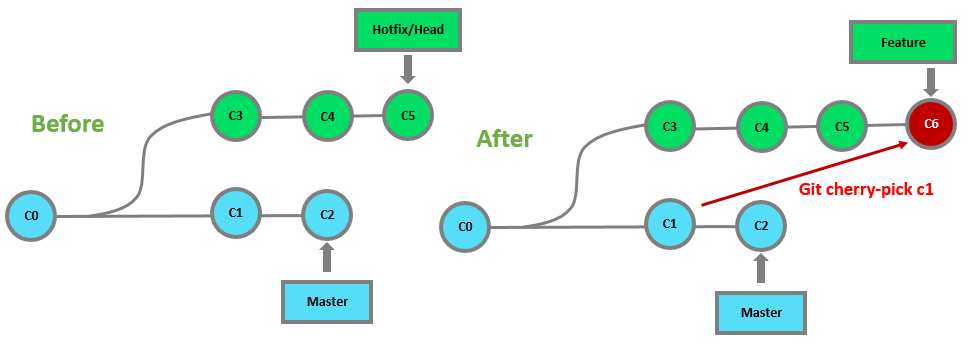 Before
Hotfix/Head
C3
C4
C5
C0
C1
C2
Master
After
Feature
C3
C4
C5
C6
Git cherry-pick c1
C0
C1
C2
Master